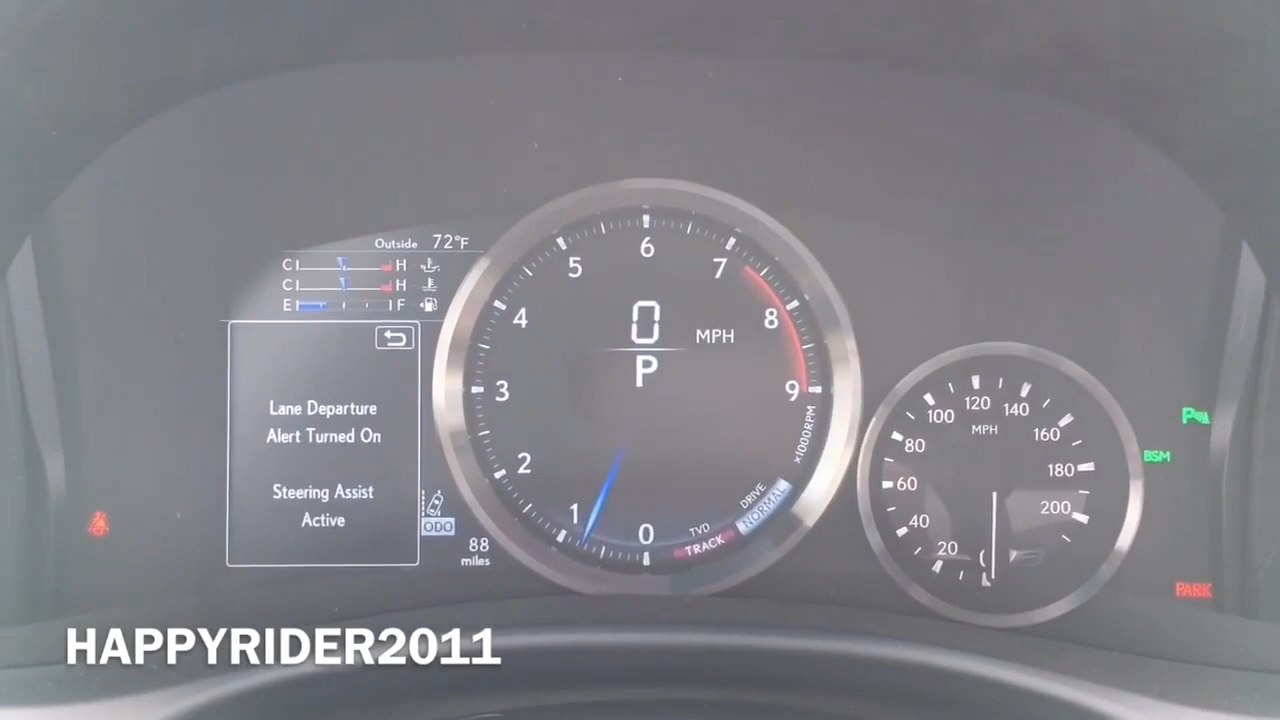 Outside 72°F
C H
C H
E F
Lane Departure
Alert Turned On
Steering Assist
Active
ODO
88
miles
0 1 2 3 4 5 6 7 8 9
0 MPH
P
x1000RPM
DRIVE
NORMAL
TVD
TRACK
20 40 60 80 100 120 140 160 180 200
MPH
P
BSM
PARK
HAPPYRIDER2011